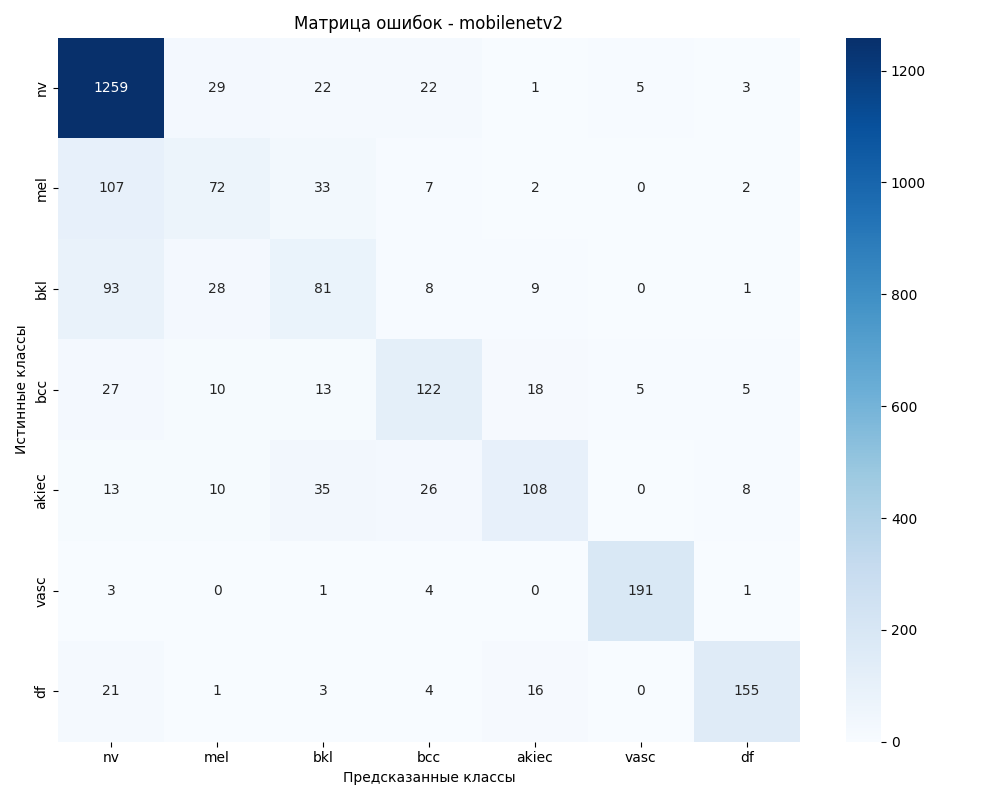 Матрица ошибок - mobilenetv2
nv 1259 29 22 22 1 5 3
mel 107 72 33 7 2 0 2
bkl 93 28 81 8 9 0 1
bcc 27 10 13 122 18 5 5
akiec 13 10 35 26 108 0 8
vasc 3 0 1 4 0 191 1
df 21 1 3 4 16 0 155
nv mel bkl bcc akiec vasc df
Предсказанные классы
Истинные классы
1200
1000
800
600
400
200
0